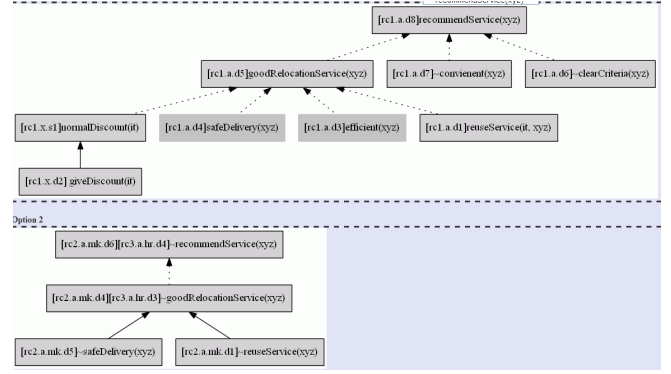 [rc1.a.d8]recommendService(xyz)
[rc1.a.d5]goodRelocationService(xyz)
[rc1.a.d7]~convienent(xyz)
[rc1.a.d6]~clearCriteria(xyz)
[rc1.x.s1]normalDiscount(it)
[rc1.a.d4]safeDelivery(xyz)
[rc1.a.d3]efficient(xyz)
[rc1.a.d1]reuseService(it, xyz)
[rc1.x.d2] giveDiscount(it)
Option 2
[rc2.a.mk.d6][rc3.a.hr.d4]~recommendService(xyz)
[rc2.a.mk.d4][rc3.a.hr.d3]~goodRelocationService(xyz)
[rc2.a.mk.d5]~safeDelivery(xyz)
[rc2.a.mk.d1]~reuseService(xyz)